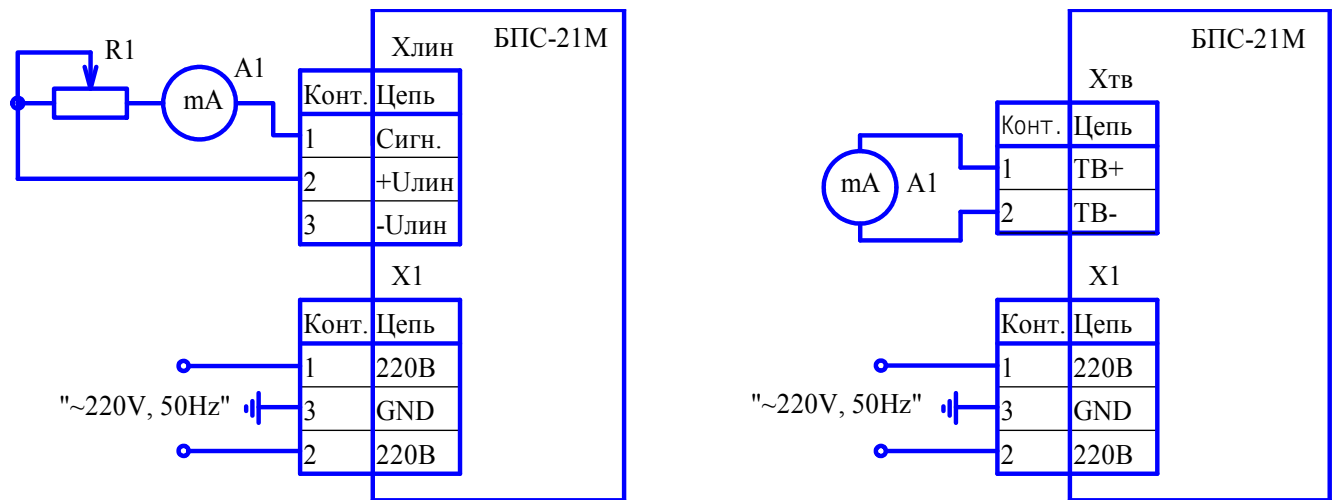 БПС-21М
Xлин
R1
A1
mA
Конт. Цепь
1 Сигн.
2 +Uлин
3 -Uлин
X1
Конт. Цепь
1 220В
"~220V, 50Hz" 3 GND
2 220В
БПС-21М
Xтв
Конт. Цепь
1 ТВ+
mA A1
2 ТВ-
X1
Конт. Цепь
1 220В
"~220V, 50Hz" 3 GND
2 220В